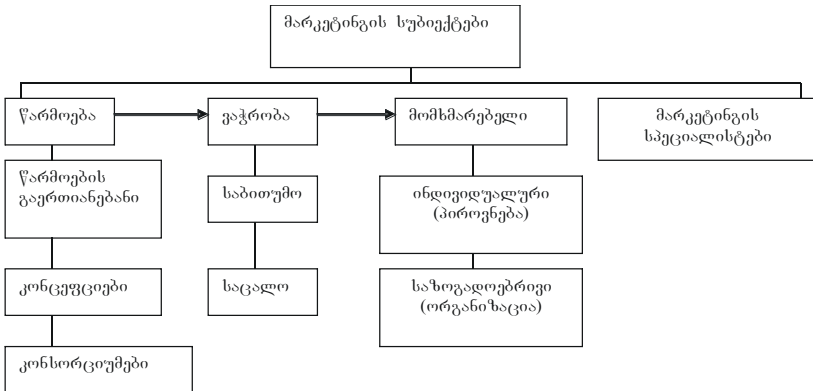 მარკეტინგის სუბიექტები
წარმოება
ვაჭრობა
მომხმარებელი
მარკეტინგის
სპეციალისტები
წარმოების
გაერთიანებანი
საბითუმო
ინდივიდუალური
(პიროვნება)
კონცეფციები
საცალო
საზოგადოებრივი
(ორგანიზაცია)
კონსორციუმები